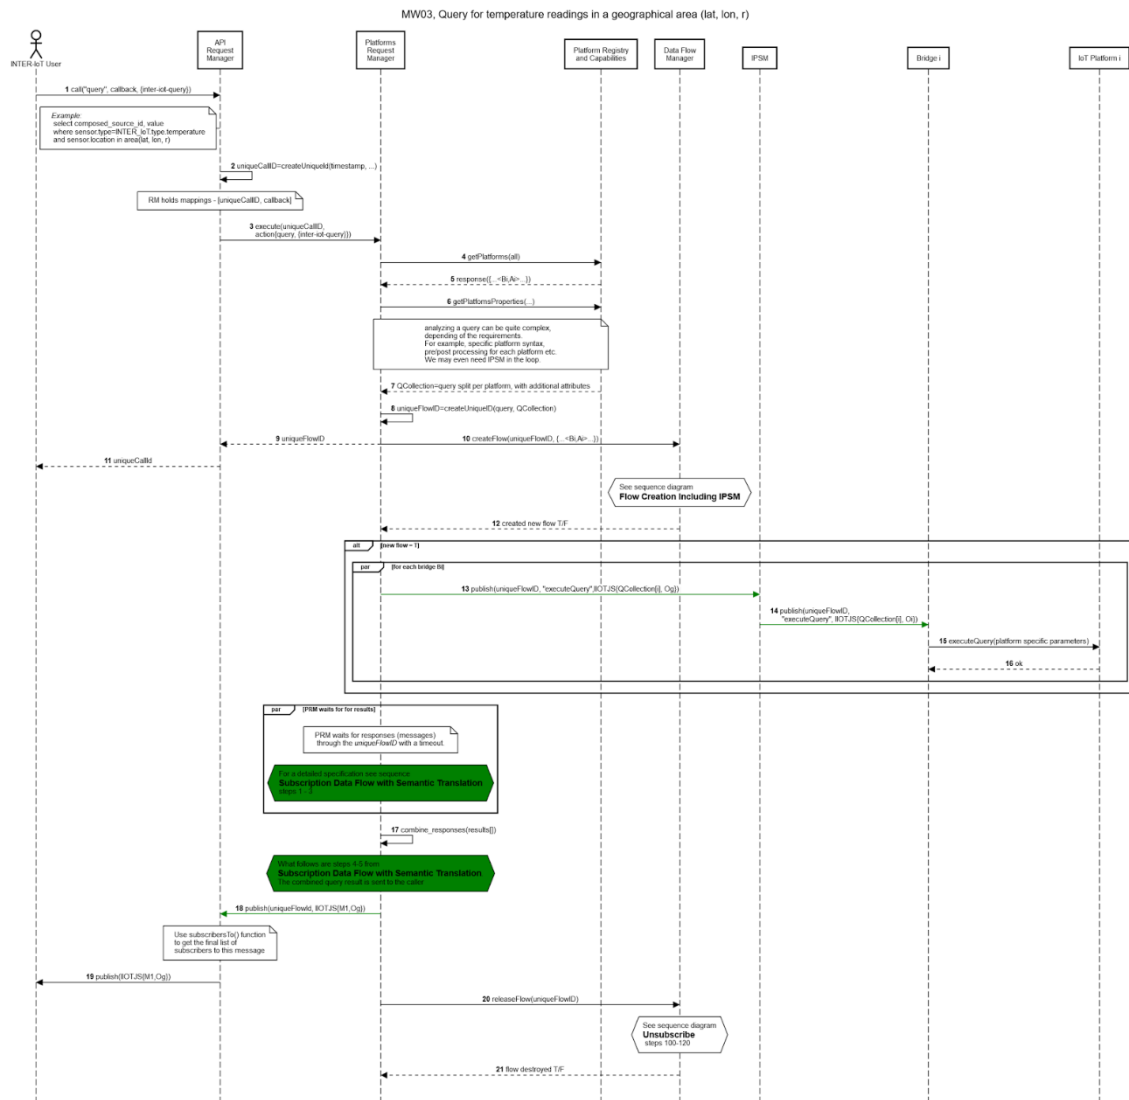 MW03, Query for temperature readings in a geographical area (lat, lon, r)
INTER-IoT User
API
Request
Manager
Platforms
Request
Manager
Platform Registry
and Capabilities
Data Flow
Manager
IPSM
Bridge i
IoT Platform i
1 call("query", callback, {inter-iot-query})
Example:
select composed_source_id, value
where sensor.type=INTER_IoT.type.temperature
and sensor.location in area(lat, lon, r)
2 uniqueCallID=createUniqueId(timestamp, ...)
RM holds mappings - [uniqueCallID, callback]
3 execute(uniqueCallID,
action{query, {inter-iot-query}})
4 getPlatforms(all)
5 response({...<Bi,Ai>...})
6 getPlatfomsProperties(...)
analyzing a query can be quite complex,
depending of the requirements.
For example, specific platform syntax,
pre/post processing for each platform etc.
We may even need IPSM in the loop.
7 QCollection=query split per platform, with additional attributes
8 uniqueFlowID=createUniqueID(query, QCollection)
9 uniqueFlowID
10 createFlow(uniqueFlowID, {...<Bi,Ai>...})
11 uniqueCallId
See sequence diagram
Flow Creation Including IPSM
12 created new flow T/F
alt
[new flow = T]
par
[for each bridge Bi]
13 publish(uniqueFlowID, "executeQuery",IIOTJS{QCollection[i], Og})
14 publish(uniqueFlowID,
"executeQuery", IIOTJS{QCollection[i], Oi})
15 executeQuery(platform specific parameters)
16 ok
par
[PRM waits for for results]
PRM waits for responses (messages)
through the uniqueFlowID with a timeout.
For a detailed specification see sequence
Subscription Data Flow with Semantic Translation
steps 1 - 3
17 combine_responses(results[])
What follows are steps 4-5 from
Subscription Data Flow with Semantic Translation
The combined query result is sent to the caller
18 publish(uniqueFlowId, IIOTJS{M1,Og})
Use subscribersTo() function
to get the final list of
subscribers to this message
19 publish(IIOTJS{M1,Og})
20 releaseFlow(uniqueFlowID)
See sequence diagram
Unsubscribe
steps 100-120
21 flow destroyed T/F